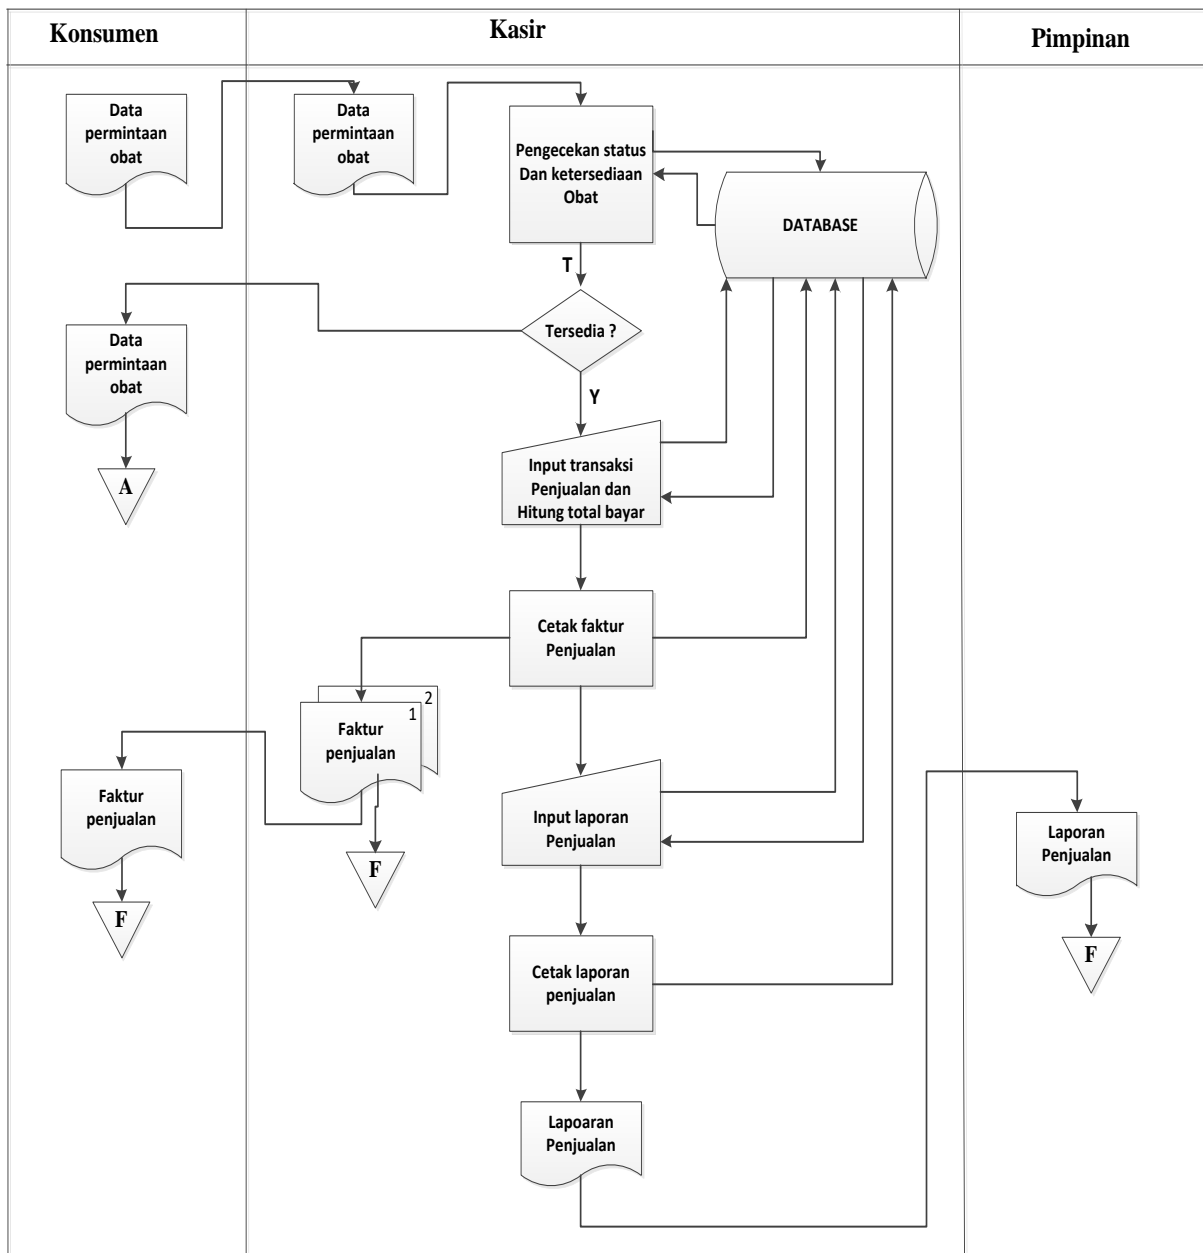 Konsumen
Kasir
Pimpinan
Data
permintaan
obat
Data
permintaan
obat
Pengecekan status
Dan ketersediaan
Obat
DATABASE
T
Tersedia ?
Data
permintaan
obat
Y
A
Input transaksi
Penjualan dan
Hitung total bayar
Cetak faktur
Penjualan
2
1
Faktur
penjualan
Faktur
penjualan
Input laporan
Penjualan
Laporan
Penjualan
F
F
F
Cetak laporan
penjualan
Lapoaran
Penjualan